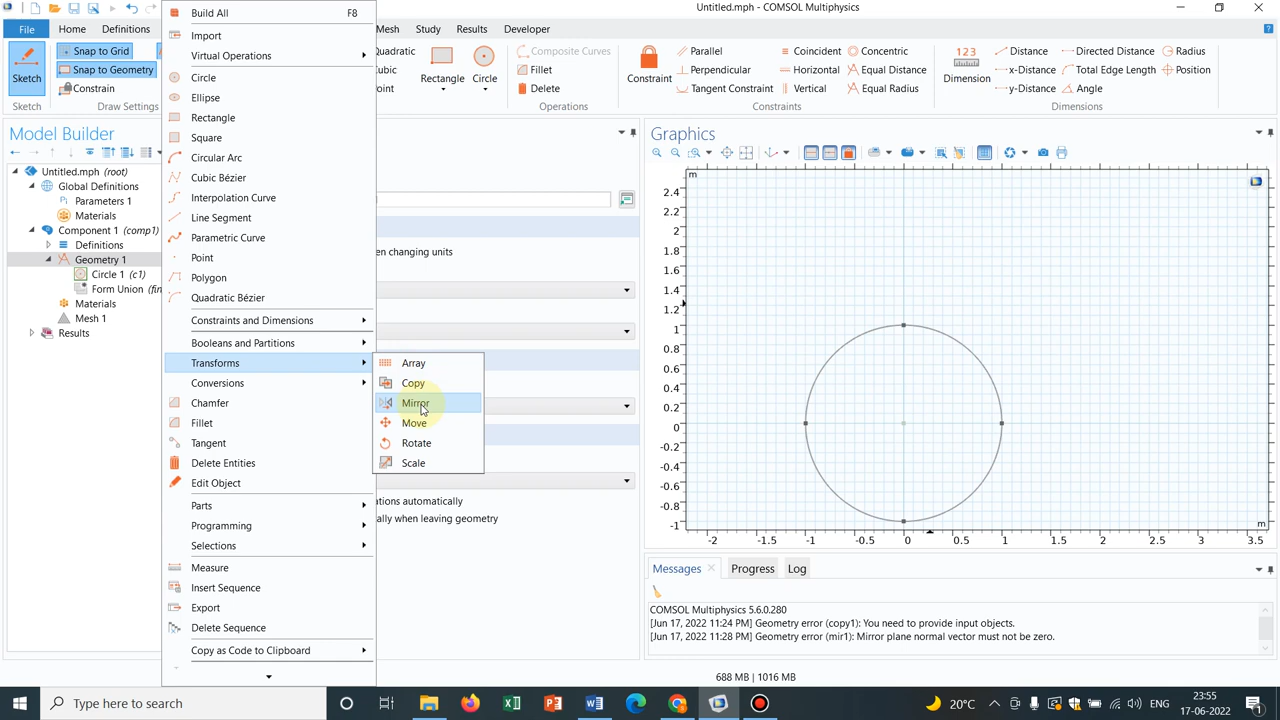 Untitled.mph - COMSOL Multiphysics
File
Home
Definitions
Mesh
Study
Results
Developer
Snap to Grid
Snap to Geometry
Constrain
Sketch
Sketch
Draw Settings
Rectangle
Circle
Composite Curves
Fillet
Delete
Operations
Constraint
Parallel
Perpendicular
Tangent Constraint
Coincident
Horizontal
Vertical
Concentric
Equal Distance
Equal Radius
Constraints
123
Dimension
Distance
x-Distance
y-Distance
Directed Distance
Total Edge Length
Angle
Radius
Position
Dimensions
Model Builder
Untitled.mph (root)
Global Definitions
Pi Parameters 1
Materials
Component 1 (comp1)
Definitions
Geometry 1
Circle 1 (c1)
Form Union (fin
Materials
Mesh 1
Results
Build All F8
Import
Virtual Operations
Circle
Ellipse
Rectangle
Square
Circular Arc
Cubic Bézier
Interpolation Curve
Line Segment
Parametric Curve
Point
Polygon
Quadratic Bézier
Constraints and Dimensions
Booleans and Partitions
Transforms
Conversions
Chamfer
Fillet
Tangent
Delete Entities
Edit Object
Parts
Programming
Selections
Measure
Insert Sequence
Export
Delete Sequence
Copy as Code to Clipboard
Array
Copy
Mirror
Move
Rotate
Scale
en changing units
ations automatically
ally when leaving geometry
Graphics
m
2.4
2.2
2
1.8
1.6
1.4
1.2
1
0.8
0.6
0.4
0.2
0
-0.2
-0.4
-0.6
-0.8
-1
m
-2 -1.5 -1 -0.5 0 0.5 1 1.5 2 2.5 3 3.5
Messages
Progress
Log
COMSOL Multiphysics 5.6.0.280
[Jun 17, 2022 11:24 PM] Geometry error (copy1): You need to provide input objects.
[Jun 17, 2022 11:28 PM] Geometry error (mir1): Mirror plane normal vector must not be zero.
688 MB | 1016 MB
Type here to search
20°C
ENG
23:55
17-06-2022